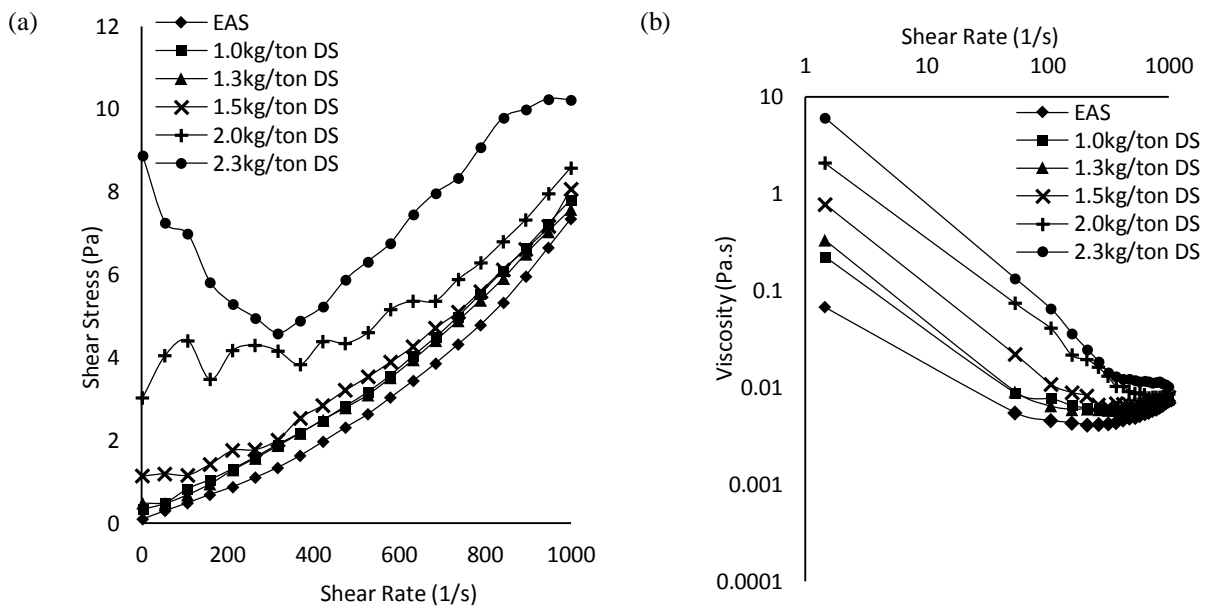 (a)
12
10
8
6
4
2
0
Shear Stress (Pa)
EAS
1.0kg/ton DS
1.3kg/ton DS
1.5kg/ton DS
2.0kg/ton DS
2.3kg/ton DS
0 200 400 600 800 1000
Shear Rate (1/s)
(b)
Shear Rate (1/s)
1 10 100 1000
10
1
0.1
0.01
0.001
0.0001
Viscosity (Pa.s)
EAS
1.0kg/ton DS
1.3kg/ton DS
1.5kg/ton DS
2.0kg/ton DS
2.3kg/ton DS